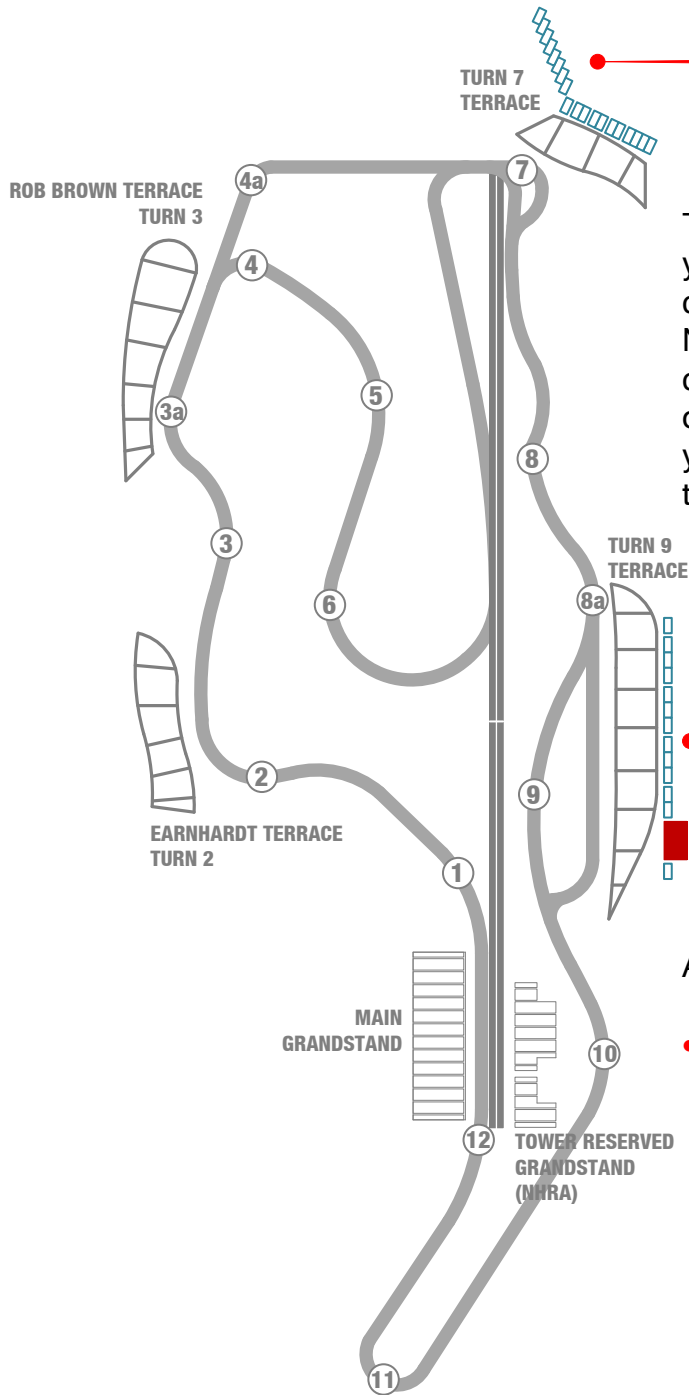 TURN 7
TERRACE
7
4a
ROB BROWN TERRACE
TURN 3
4
5
3a
8
3
TURN 9
TERRACE
8a
6
2
9
EARNHARDT TERRACE
TURN 2
1
MAIN
GRANDSTAND
10
12
TOWER RESERVED
GRANDSTAND
(NHRA)
11